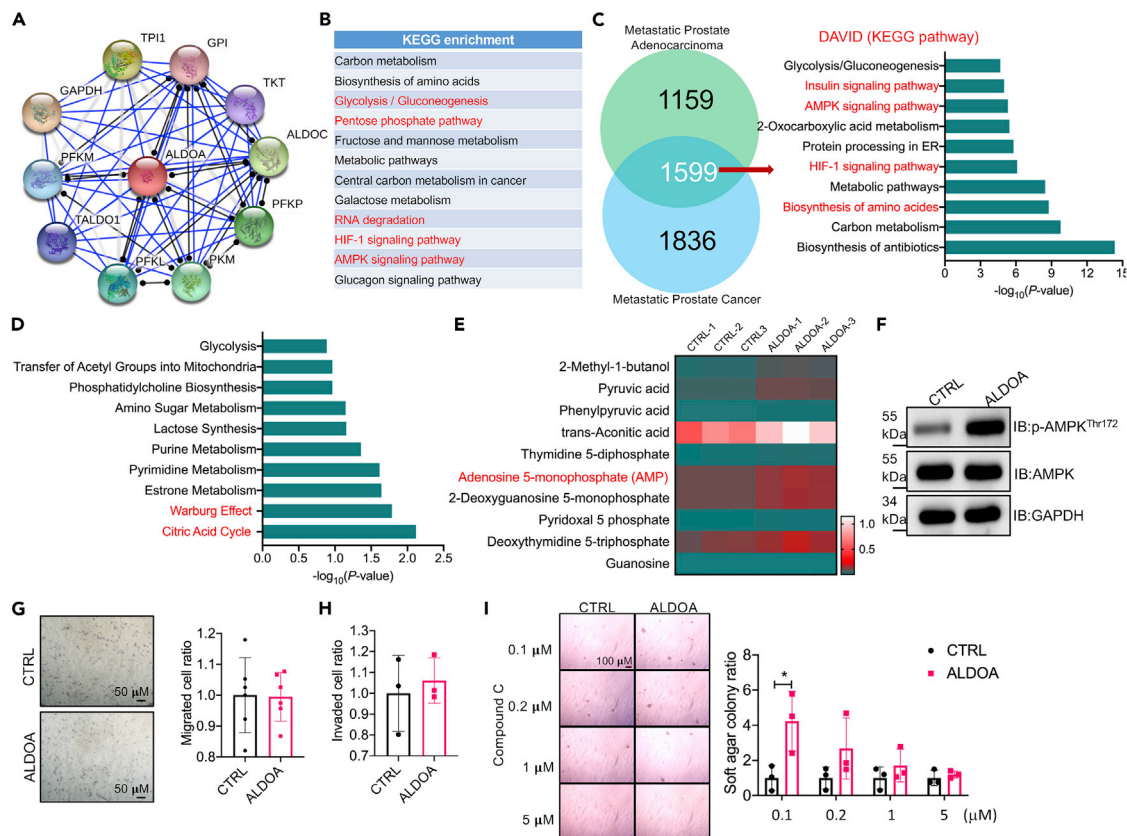 A
TPI1
GPI
GAPDH
TKT
ALDOC
PFKM
ALDOA
PFKP
TALDO1
PFKL
PKM
B
KEGG enrichment
Carbon metabolism
Biosynthesis of amino acids
Glycolysis / Gluconeogenesis
Pentose phosphate pathway
Fructose and mannose metabolism
Metabolic pathways
Central carbon metabolism in cancer
Galactose metabolism
RNA degradation
HIF-1 signaling pathway
AMPK signaling pathway
Glucagon signaling pathway
C
Metastatic Prostate
Adenocarcinoma
1159
1599
1836
Metastatic Prostate Cancer
DAVID (KEGG pathway)
Glycolysis/Gluconeogenesis
Insulin signaling pathway
AMPK signaling pathway
2-Oxocarboxylic acid metabolism
Protein processing in ER
HIF-1 signaling pathway
Metabolic pathways
Biosynthesis of amino acides
Carbon metabolism
Biosynthesis of antibiotics
0 3 6 9 12 15
-log10(P-value)
D
Glycolysis
Transfer of Acetyl Groups into Mitochondria
Phosphatidylcholine Biosynthesis
Amino Sugar Metabolism
Lactose Synthesis
Purine Metabolism
Pyrimidine Metabolism
Estrone Metabolism
Warburg Effect
Citric Acid Cycle
0.0 0.5 1.0 1.5 2.0 2.5
-log10(P-value)
E
CTRL-1 CTRL-2 CTRL3 ALDOA-1 ALDOA-2 ALDOA-3
2-Methyl-1-butanol
Pyruvic acid
Phenylpyruvic acid
trans-Aconitic acid
Thymidine 5-diphosphate
Adenosine 5-monophosphate (AMP)
2-Deoxyguanosine 5-monophosphate
Pyridoxal 5 phosphate
Deoxythymidine 5-triphosphate
Guanosine
1.0
0.5
F
CTRL ALDOA
55
kDa
IB:p-AMPKThr172
55
kDa
IB:AMPK
34
kDa
IB:GAPDH
G
CTRL
50 μM
ALDOA
50 μM
Migrated cell ratio
1.2
1.1
1.0
0.9
0.8
CTRL
ALDOA
H
Invaded cell ratio
1.3
1.2
1.1
1.0
0.9
0.8
0.7
CTRL
ALDOA
I
CTRL ALDOA
Compound C
0.1 μM
100 μM
0.2 μM
1 μM
5 μM
Soft agar colony ratio
8
6
4
2
0
*
CTRL
ALDOA
0.1 0.2 1 5 (μM)